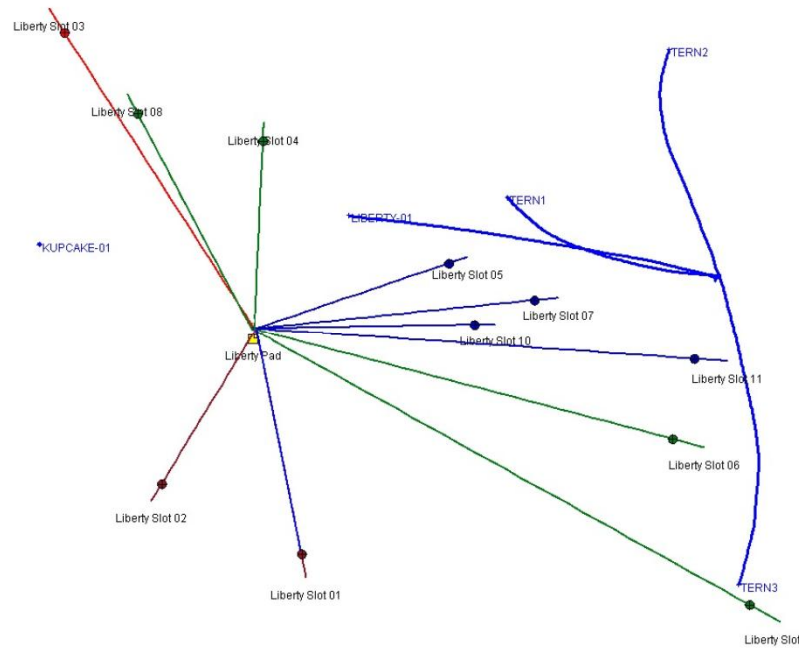 Liberty Slot 03
TERN2
Liberty Slot 08
Liberty Slot 04
TERN1
LIBERTY-01
KUPCAKE-01
Liberty Slot 05
Liberty Slot 07
Liberty Slot 10
Liberty Pad
Liberty Slot 11
Liberty Slot 06
Liberty Slot 02
TERN3
Liberty Slot 01
Liberty Slot